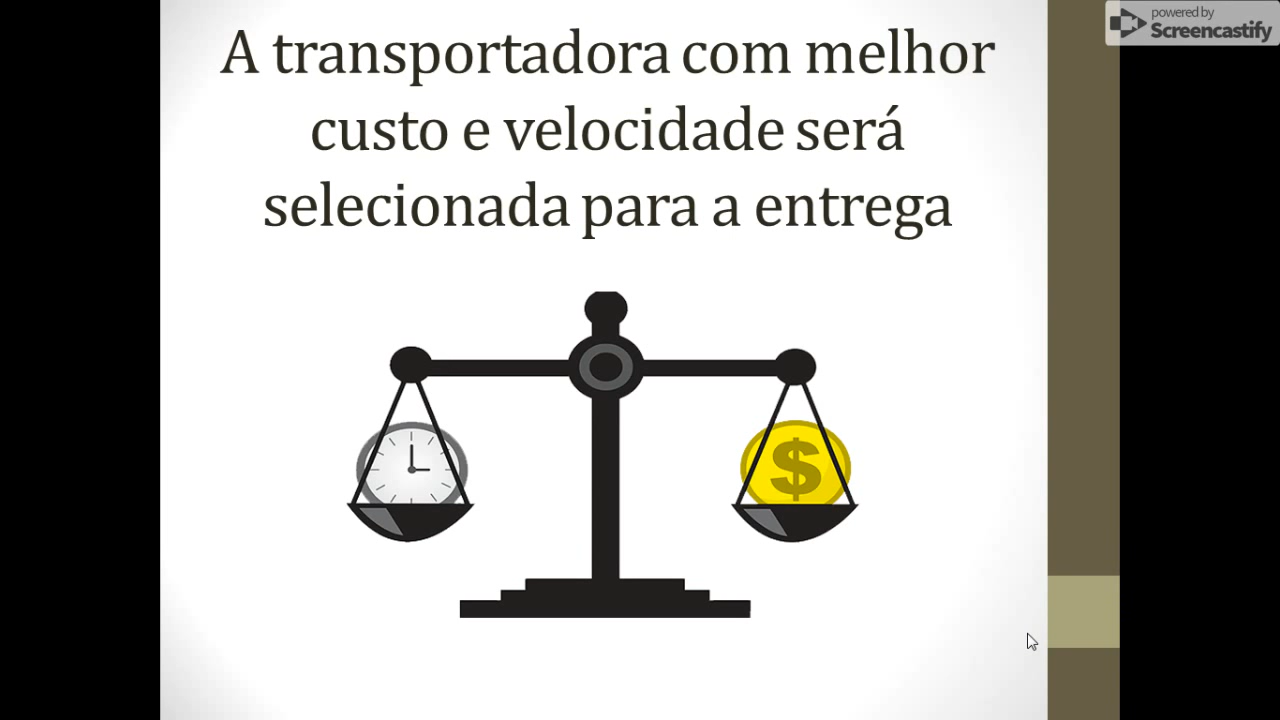 powered by
Screencastify
A transportadora com melhor
custo e velocidade será
selecionada para a entrega
$